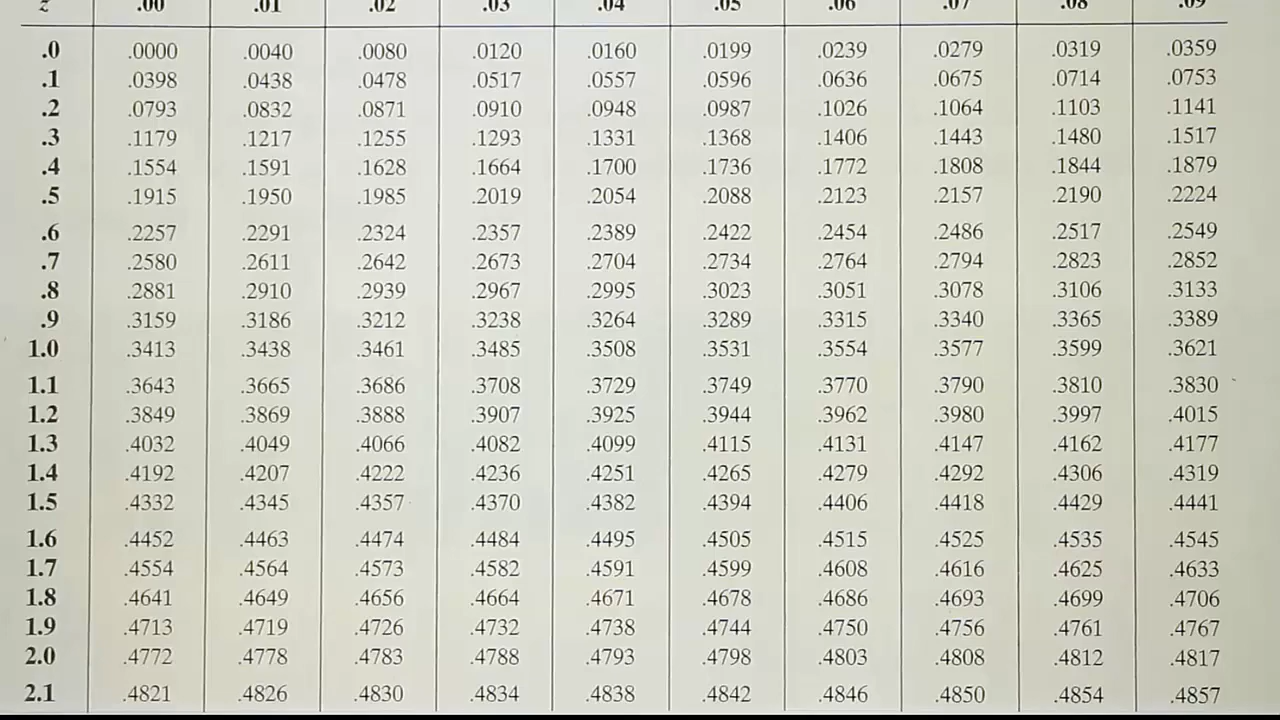 z .00 .01 .02 .03 .04 .05 .06 .07 .08 .09
.0 .0000 .0040 .0080 .0120 .0160 .0199 .0239 .0279 .0319 .0359
.1 .0398 .0438 .0478 .0517 .0557 .0596 .0636 .0675 .0714 .0753
.2 .0793 .0832 .0871 .0910 .0948 .0987 .1026 .1064 .1103 .1141
.3 .1179 .1217 .1255 .1293 .1331 .1368 .1406 .1443 .1480 .1517
.4 .1554 .1591 .1628 .1664 .1700 .1736 .1772 .1808 .1844 .1879
.5 .1915 .1950 .1985 .2019 .2054 .2088 .2123 .2157 .2190 .2224
.6 .2257 .2291 .2324 .2357 .2389 .2422 .2454 .2486 .2517 .2549
.7 .2580 .2611 .2642 .2673 .2704 .2734 .2764 .2794 .2823 .2852
.8 .2881 .2910 .2939 .2967 .2995 .3023 .3051 .3078 .3106 .3133
.9 .3159 .3186 .3212 .3238 .3264 .3289 .3315 .3340 .3365 .3389
1.0 .3413 .3438 .3461 .3485 .3508 .3531 .3554 .3577 .3599 .3621
1.1 .3643 .3665 .3686 .3708 .3729 .3749 .3770 .3790 .3810 .3830
1.2 .3849 .3869 .3888 .3907 .3925 .3944 .3962 .3980 .3997 .4015
1.3 .4032 .4049 .4066 .4082 .4099 .4115 .4131 .4147 .4162 .4177
1.4 .4192 .4207 .4222 .4236 .4251 .4265 .4279 .4292 .4306 .4319
1.5 .4332 .4345 .4357 .4370 .4382 .4394 .4406 .4418 .4429 .4441
1.6 .4452 .4463 .4474 .4484 .4495 .4505 .4515 .4525 .4535 .4545
1.7 .4554 .4564 .4573 .4582 .4591 .4599 .4608 .4616 .4625 .4633
1.8 .4641 .4649 .4656 .4664 .4671 .4678 .4686 .4693 .4699 .4706
1.9 .4713 .4719 .4726 .4732 .4738 .4744 .4750 .4756 .4761 .4767
2.0 .4772 .4778 .4783 .4788 .4793 .4798 .4803 .4808 .4812 .4817
2.1 .4821 .4826 .4830 .4834 .4838 .4842 .4846 .4850 .4854 .4857